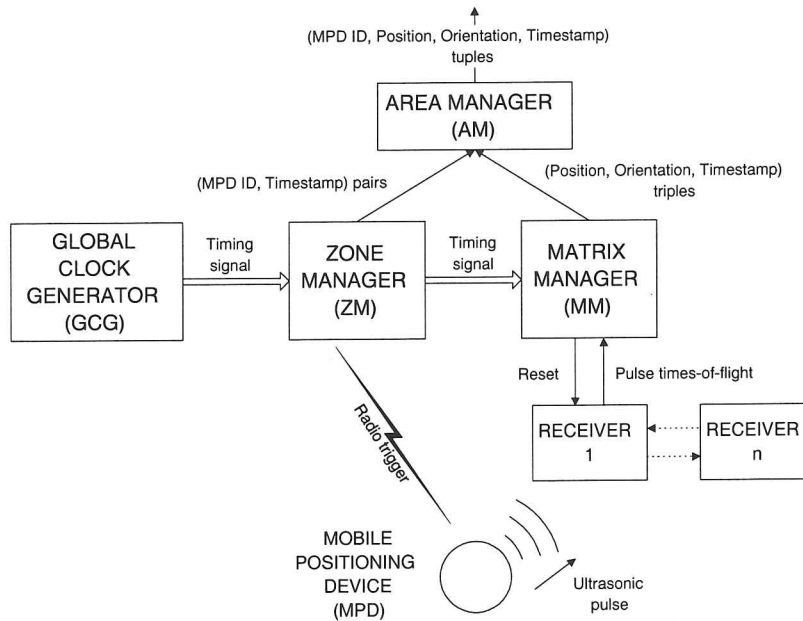 (MPD ID, Position, Orientation, Timestamp)
tuples
AREA MANAGER
(AM)
(MPD ID, Timestamp) pairs
(Position, Orientation, Timestamp)
triples
GLOBAL
CLOCK
GENERATOR
(GCG)
Timing
signal
ZONE
MANAGER
(ZM)
Timing
signal
MATRIX
MANAGER
(MM)
Reset
Pulse times-of-flight
Radio trigger
RECEIVER
1
RECEIVER
n
MOBILE
POSITIONING
DEVICE
(MPD)
Ultrasonic
pulse